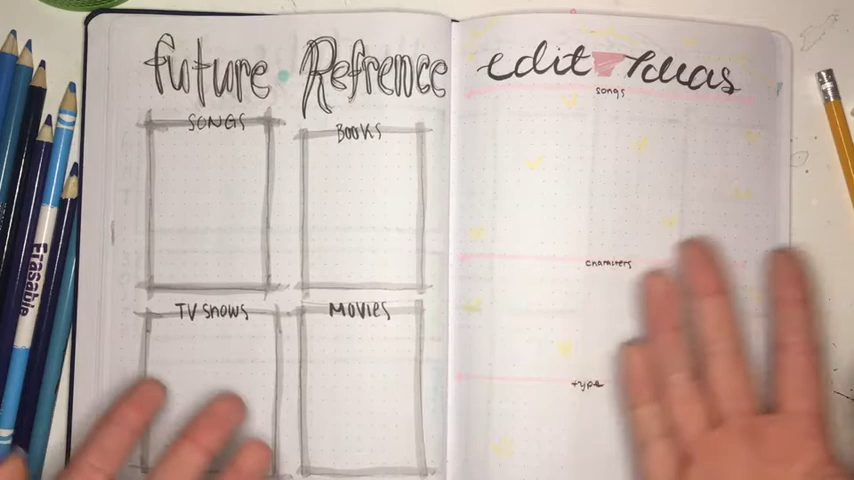 future Refrence
SONGS
BOOKS
TV Shows
MOVIES
edit Ideas
songs
characters
type
Erasable